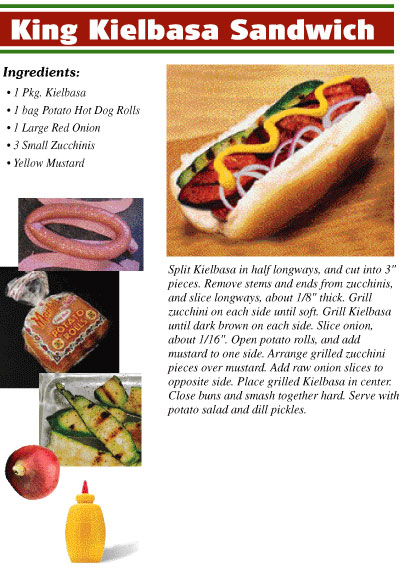 King Kielbasa Sandwich
Ingredients:
• 1 Pkg. Kielbasa
• 1 bag Potato Hot Dog Rolls
• 1 Large Red Onion
• 3 Small Zucchinis
• Yellow Mustard
Split Kielbasa in half longways, and cut into 3"
pieces. Remove stems and ends from zucchinis,
and slice longways, about 1/8" thick. Grill
zucchini on each side until soft. Grill Kielbasa
until dark brown on each side. Slice onion,
about 1/16". Open potato rolls, and add
mustard to one side. Arrange grilled zucchini
pieces over mustard. Add raw onion slices to
opposite side. Place grilled Kielbasa in center.
Close buns and smash together hard. Serve with
potato salad and dill pickles.